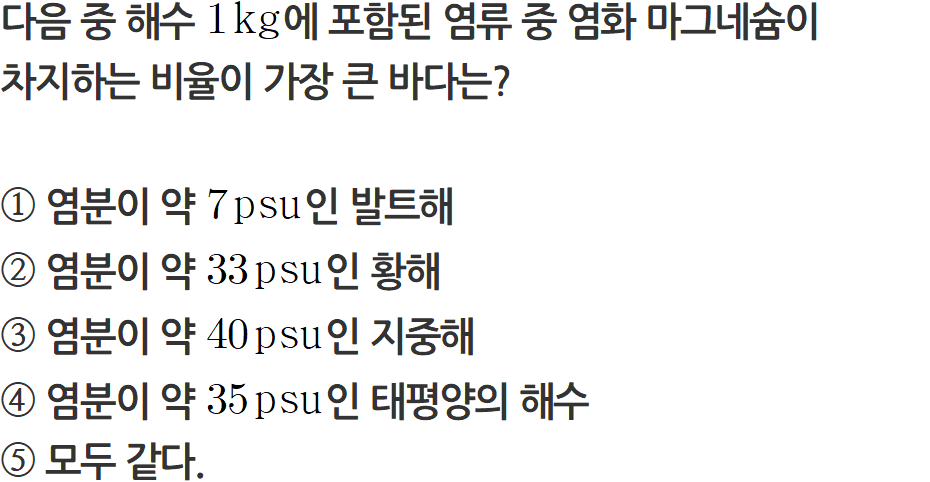 다음 중 해수 1kg에 포함된 염류 중 염화 마그네슘이
차지하는 비율이 가장 큰 바다는?
① 염분이 약 7psu인 발트해
② 염분이 약 33psu인 황해
③ 염분이 약 40psu인 지중해
④ 염분이 약 35psu인 태평양의 해수
⑤ 모두 같다.